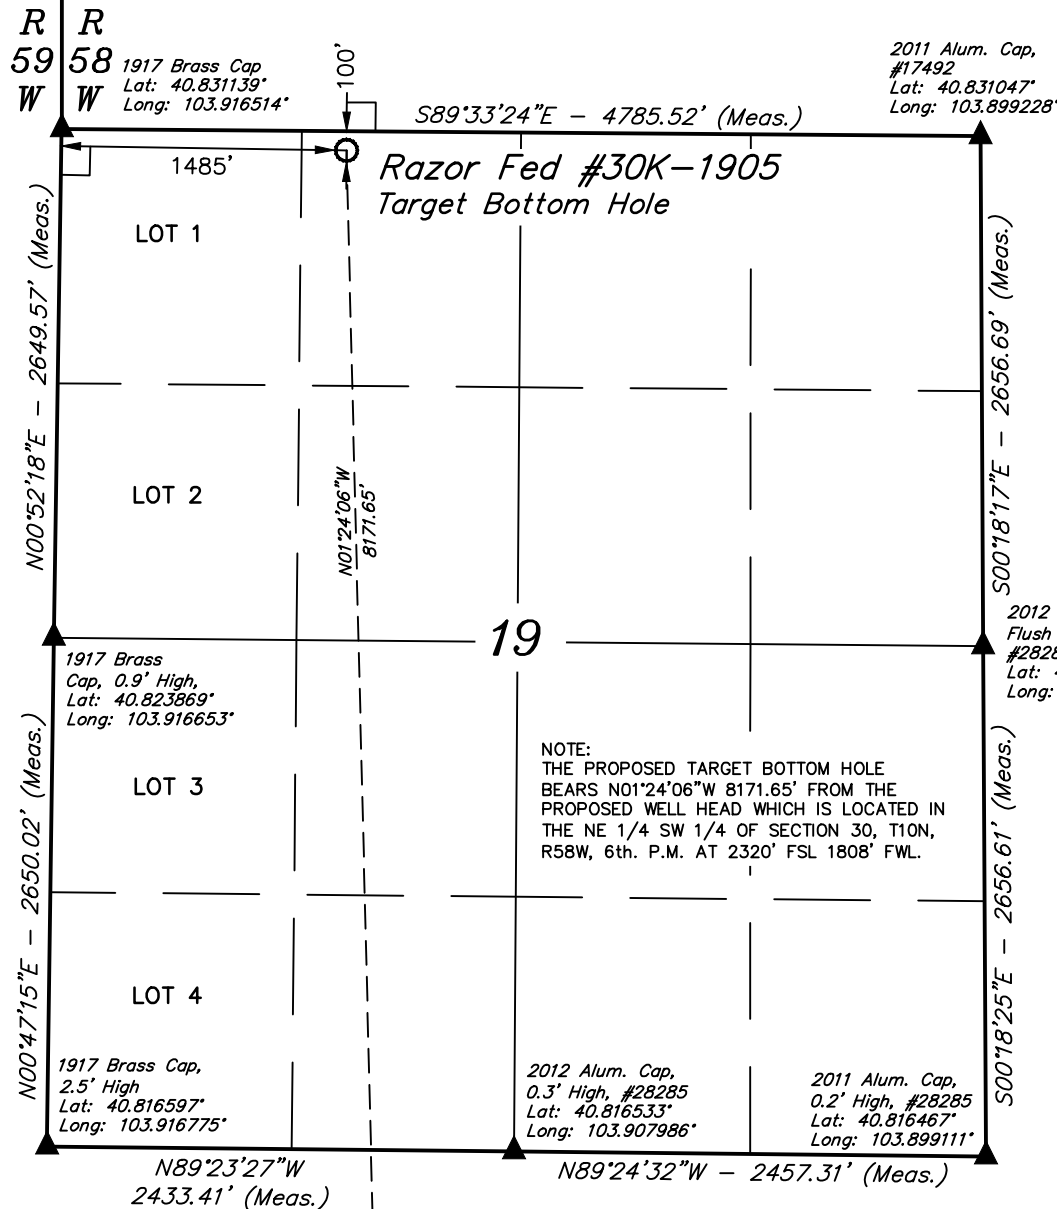 R R
59 58
W W
1917 Brass Cap
Lat: 40.831139°
Long: 103.916514°
100'
2011 Alum. Cap,
#17492
Lat: 40.831047°
Long: 103.899228°
S89°33'24"E - 4785.52' (Meas.)
1485'
Razor Fed #30K-1905
Target Bottom Hole
LOT 1
N00°52'18"E - 2649.57' (Meas.)
S00°18'17"E - 2656.69' (Meas.)
LOT 2
N01°24'06"W
8171.65'
19
2012
Flush
#2828
Lat:
Long:
1917 Brass
Cap, 0.9' High,
Lat: 40.823869°
Long: 103.916653°
LOT 3
NOTE:
THE PROPOSED TARGET BOTTOM HOLE
BEARS N01°24'06"W 8171.65' FROM THE
PROPOSED WELL HEAD WHICH IS LOCATED IN
THE NE 1/4 SW 1/4 OF SECTION 30, T10N,
R58W, 6th. P.M. AT 2320' FSL 1808' FWL.
N00°47'15"E - 2650.02' (Meas.)
S00°18'25"E - 2656.61' (Meas.)
LOT 4
1917 Brass Cap,
2.5' High
Lat: 40.816597°
Long: 103.916775°
2012 Alum. Cap,
0.3' High, #28285
Lat: 40.816533°
Long: 103.907986°
2011 Alum. Cap,
0.2' High, #28285
Lat: 40.816467°
Long: 103.899111°
N89°23'27"W
2433.41' (Meas.)
N89°24'32"W - 2457.31' (Meas.)